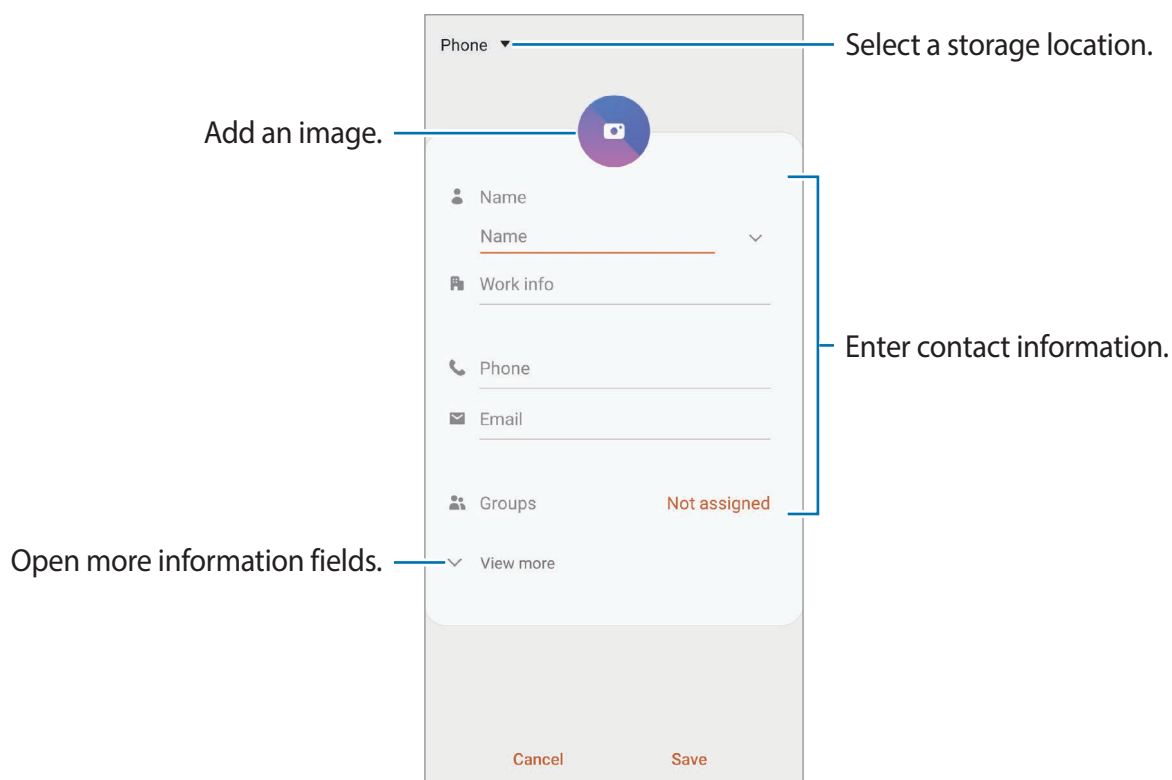 Phone
Select a storage location.
Add an image.
Name
Name
Work info
Enter contact information.
Phone
Email
Groups Not assigned
Open more information fields.
View more
Cancel Save